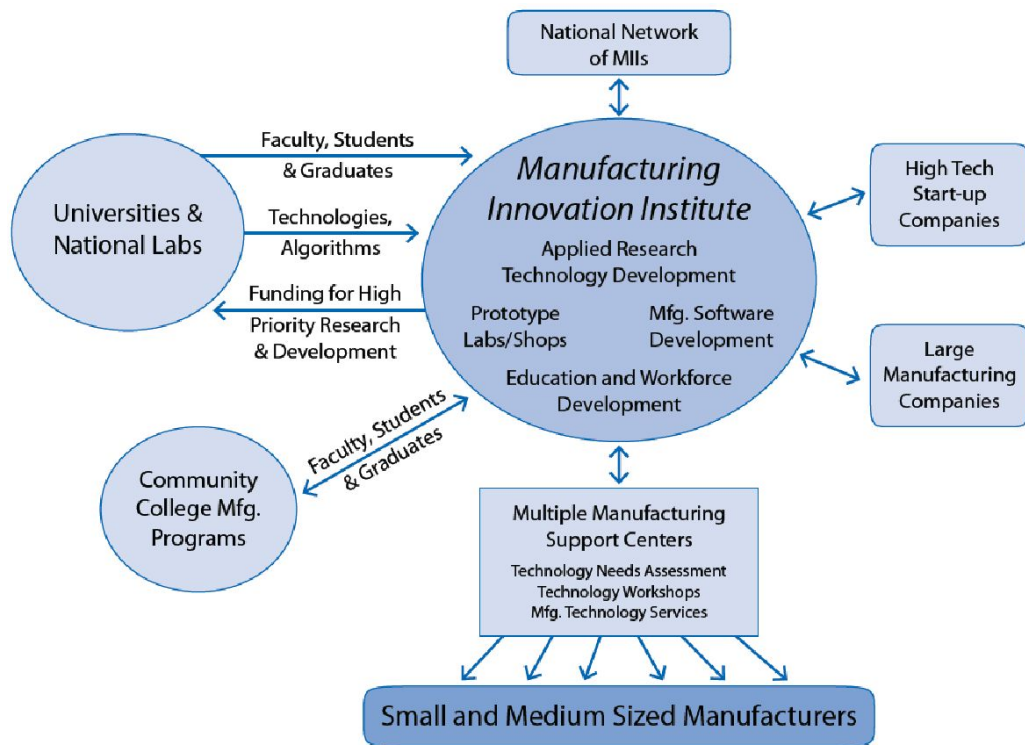 National Network
of MIIs
Faculty, Students
& Graduates
Universities &
National Labs
Technologies,
Algorithms
Funding for High
Priority Research
& Development
Manufacturing
Innovation Institute
Applied Research
Technology Development
Prototype
Labs/Shops
Mfg. Software
Development
Education and Workforce
Development
High Tech
Start-up
Companies
Large
Manufacturing
Companies
Faculty, Students
& Graduates
Community
College Mfg.
Programs
Multiple Manufacturing
Support Centers
Technology Needs Assessment
Technology Workshops
Mfg. Technology Services
Small and Medium Sized Manufacturers